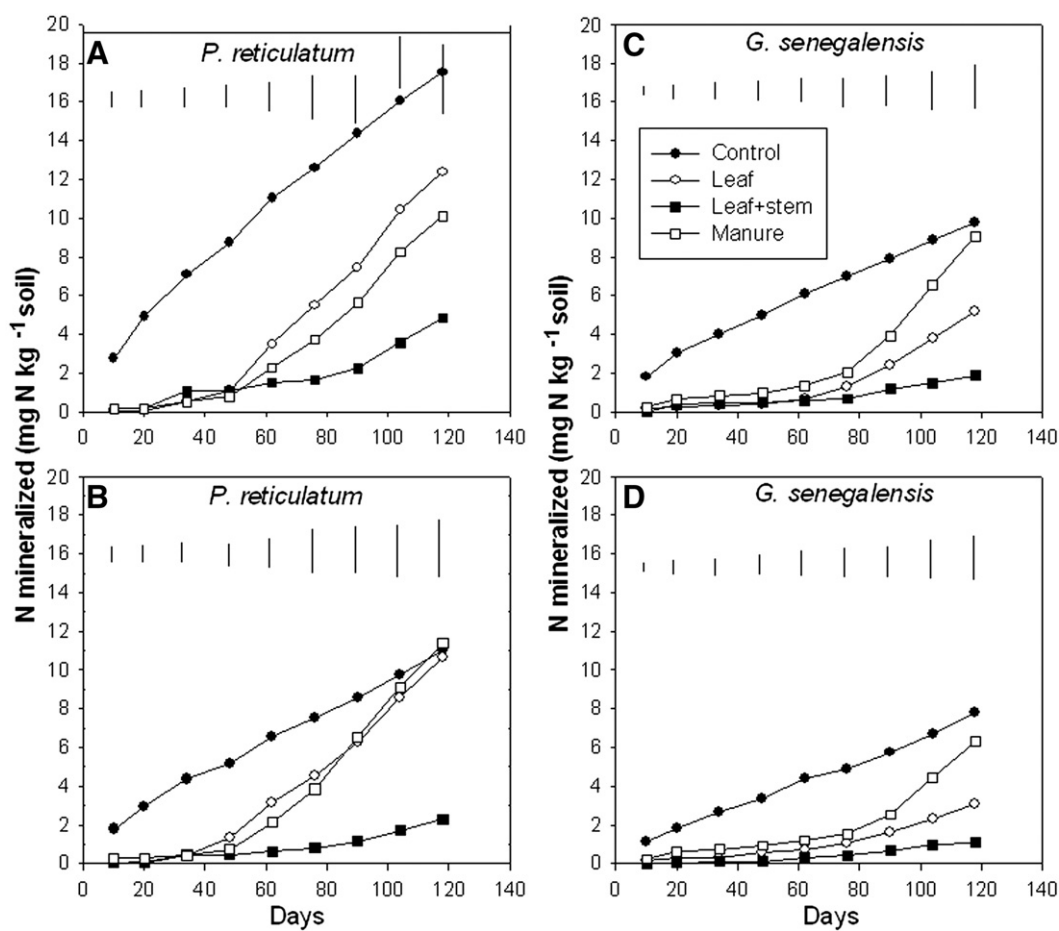 A
P. reticulatum
20
18
16
14
12
10
8
6
4
2
0
0 20 40 60 80 100 120 140
N mineralized (mg N kg -1 soil)
C
G. senegalensis
20
18
16
14
12
10
8
6
4
2
0
0 20 40 60 80 100 120 140
Control
Leaf
Leaf+stem
Manure
N mineralized (mg N kg -1 soil)
B
P. reticulatum
20
18
16
14
12
10
8
6
4
2
0
0 20 40 60 80 100 120 140
Days
D
G. senegalensis
20
18
16
14
12
10
8
6
4
2
0
0 20 40 60 80 100 120 140
Days